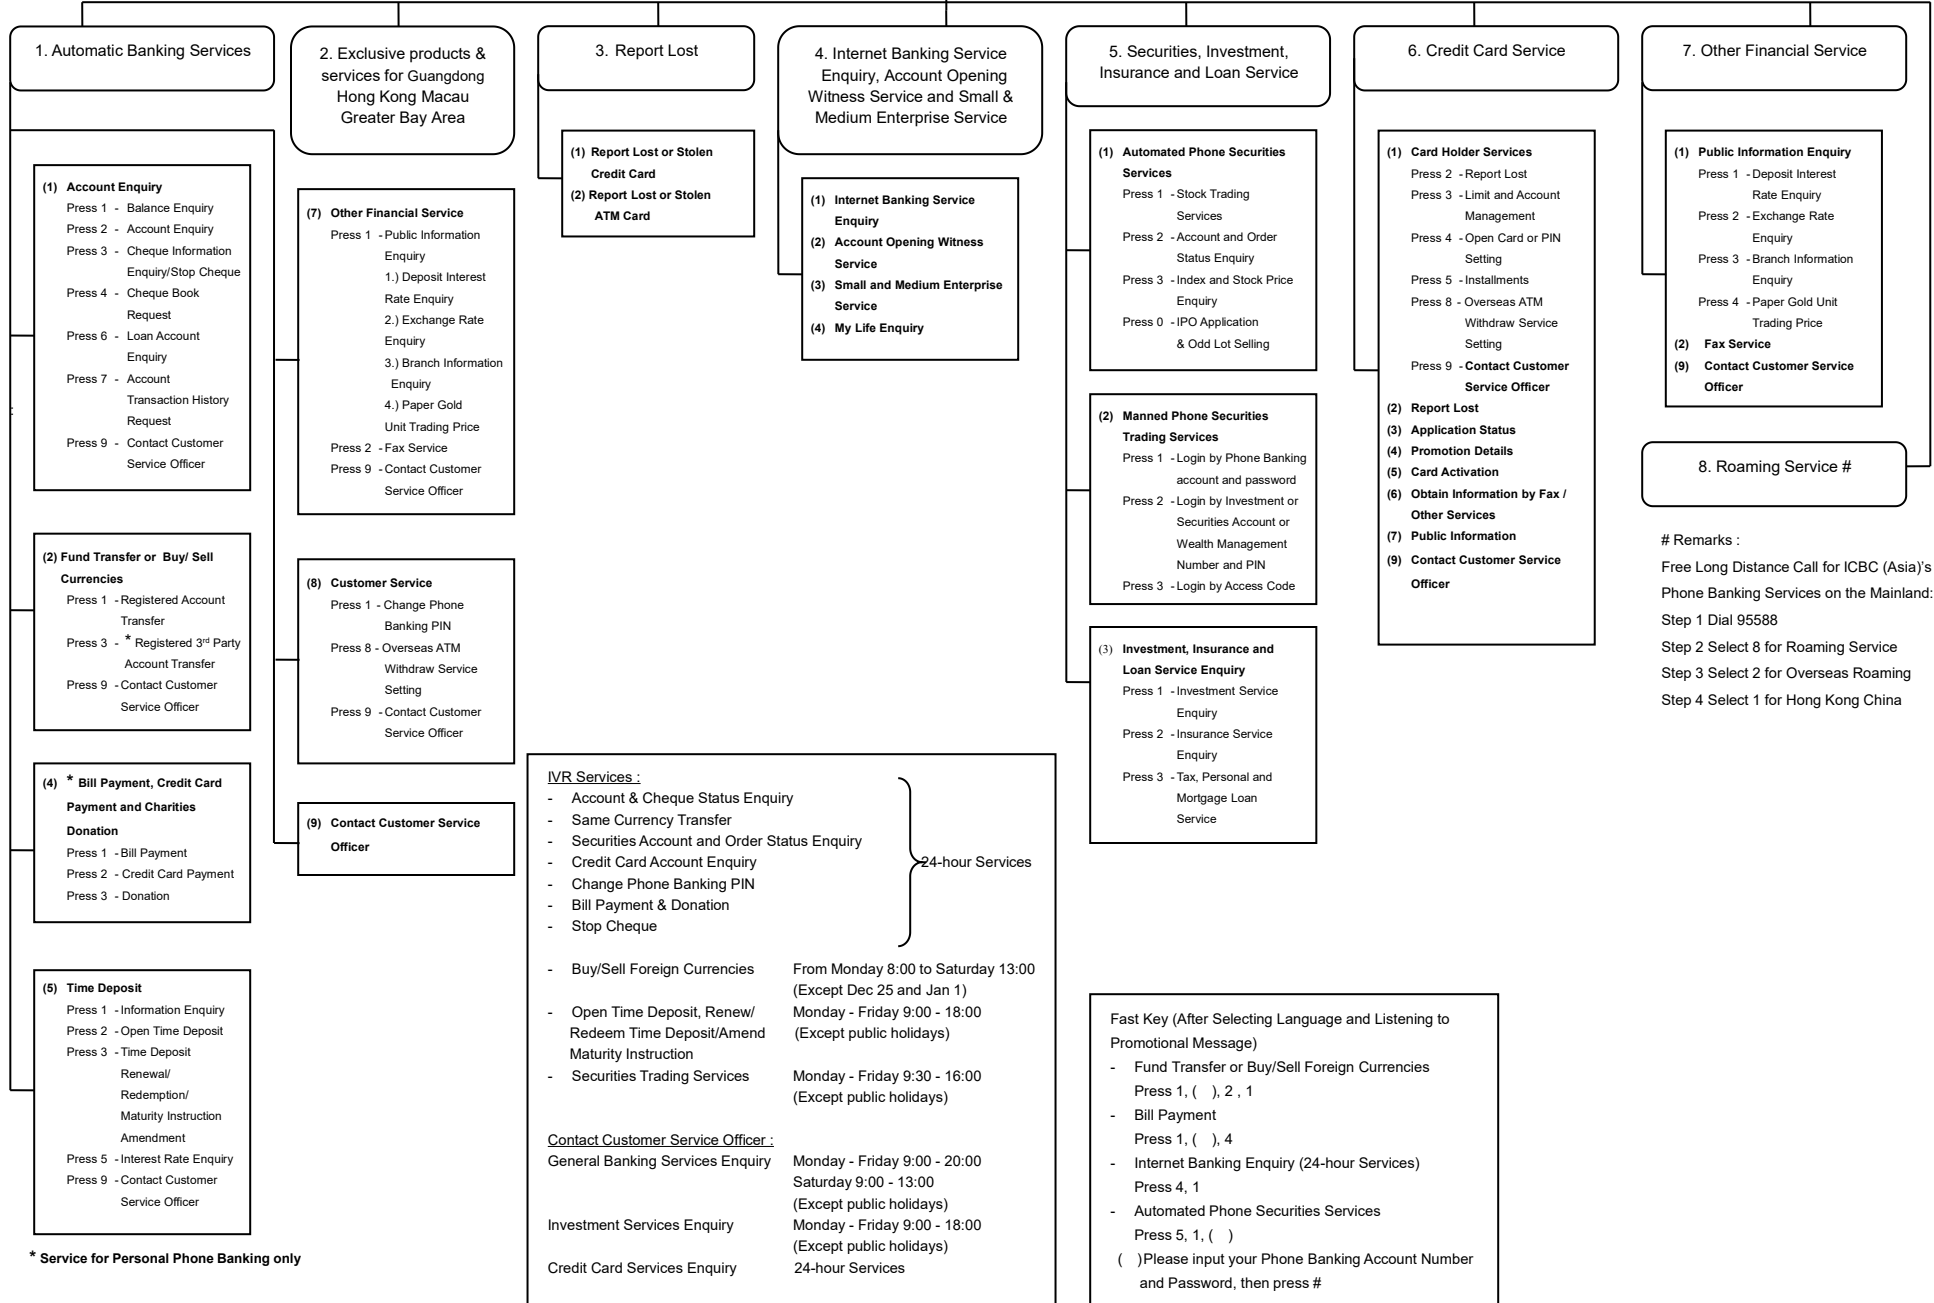 1. Automatic Banking Services
(1) Account Enquiry
Press 1 - Balance Enquiry
Press 2 - Account Enquiry
Press 3 - Cheque Information
Enquiry/Stop Cheque
Press 4 - Cheque Book
Request
Press 6 - Loan Account
Enquiry
Press 7 - Account
Transaction History
Request
Press 9 - Contact Customer
Service Officer
:
(2) Fund Transfer or Buy/ Sell
Currencies
Press 1 - Registered Account
Transfer
Press 3 - * Registered 3rd Party
Account Transfer
Press 9 - Contact Customer
Service Officer
(4) * Bill Payment, Credit Card
Payment and Charities
Donation
Press 1 - Bill Payment
Press 2 - Credit Card Payment
Press 3 - Donation
(5) Time Deposit
Press 1 - Information Enquiry
Press 2 - Open Time Deposit
Press 3 - Time Deposit
Renewal/
Redemption/
Maturity Instruction
Amendment
Press 5 - Interest Rate Enquiry
Press 9 - Contact Customer
Service Officer
* Service for Personal Phone Banking only
(7) Other Financial Service
Press 1 - Public Information
Enquiry
1.) Deposit Interest
Rate Enquiry
2.) Exchange Rate
Enquiry
3.) Branch Information
Enquiry
4.) Paper Gold
Unit Trading Price
Press 2 - Fax Service
Press 9 - Contact Customer
Service Officer
(8) Customer Service
Press 1 - Change Phone
Banking PIN
Press 8 - Overseas ATM
Withdraw Service
Setting
Press 9 - Contact Customer
Service Officer
(9) Contact Customer Service
Officer
2. Exclusive products &
services for Guangdong
Hong Kong Macau
Greater Bay Area
3. Report Lost
(1) Report Lost or Stolen
Credit Card
(2) Report Lost or Stolen
ATM Card
4. Internet Banking Service
Enquiry, Account Opening
Witness Service and Small &
Medium Enterprise Service
(1) Internet Banking Service
Enquiry
(2) Account Opening Witness
Service
(3) Small and Medium Enterprise
Service
(4) My Life Enquiry
5. Securities, Investment,
Insurance and Loan Service
(1) Automated Phone Securities
Services
Press 1 - Stock Trading
Services
Press 2 - Account and Order
Status Enquiry
Press 3 - Index and Stock Price
Enquiry
Press 0 - IPO Application
& Odd Lot Selling
(2) Manned Phone Securities
Trading Services
Press 1 - Login by Phone Banking
account and password
Press 2 - Login by Investment or
Securities Account or
Wealth Management
Number and PIN
Press 3 - Login by Access Code
(3) Investment, Insurance and
Loan Service Enquiry
Press 1 - Investment Service
Enquiry
Press 2 - Insurance Service
Enquiry
Press 3 - Tax, Personal and
Mortgage Loan
Service
6. Credit Card Service
(1) Card Holder Services
Press 2 - Report Lost
Press 3 - Limit and Account
Management
Press 4 - Open Card or PIN
Setting
Press 5 - Installments
Press 8 - Overseas ATM
Withdraw Service
Setting
Press 9 - Contact Customer
Service Officer
(2) Report Lost
(3) Application Status
(4) Promotion Details
(5) Card Activation
(6) Obtain Information by Fax /
Other Services
(7) Public Information
(9) Contact Customer Service
Officer
7. Other Financial Service
(1) Public Information Enquiry
Press 1 - Deposit Interest
Rate Enquiry
Press 2 - Exchange Rate
Enquiry
Press 3 - Branch Information
Enquiry
Press 4 - Paper Gold Unit
Trading Price
(2) Fax Service
(9) Contact Customer Service
Officer
8. Roaming Service #
# Remarks :
Free Long Distance Call for ICBC (Asia)'s
Phone Banking Services on the Mainland:
Step 1 Dial 95588
Step 2 Select 8 for Roaming Service
Step 3 Select 2 for Overseas Roaming
Step 4 Select 1 for Hong Kong China
IVR Services :
- Account & Cheque Status Enquiry
- Same Currency Transfer
- Securities Account and Order Status Enquiry
- Credit Card Account Enquiry
- Change Phone Banking PIN
- Bill Payment & Donation
- Stop Cheque
24-hour Services
- Buy/Sell Foreign Currencies From Monday 8:00 to Saturday 13:00
(Except Dec 25 and Jan 1)
- Open Time Deposit, Renew/ Monday - Friday 9:00 - 18:00
Redeem Time Deposit/Amend (Except public holidays)
Maturity Instruction
- Securities Trading Services Monday - Friday 9:30 - 16:00
(Except public holidays)
Contact Customer Service Officer :
General Banking Services Enquiry Monday - Friday 9:00 - 20:00
Saturday 9:00 - 13:00
(Except public holidays)
Investment Services Enquiry Monday - Friday 9:00 - 18:00
(Except public holidays)
Credit Card Services Enquiry 24-hour Services
Fast Key (After Selecting Language and Listening to
Promotional Message)
- Fund Transfer or Buy/Sell Foreign Currencies
Press 1, ( ), 2 , 1
- Bill Payment
Press 1, ( ), 4
- Internet Banking Enquiry (24-hour Services)
Press 4, 1
- Automated Phone Securities Services
Press 5, 1, ( )
( )Please input your Phone Banking Account Number
and Password, then press #